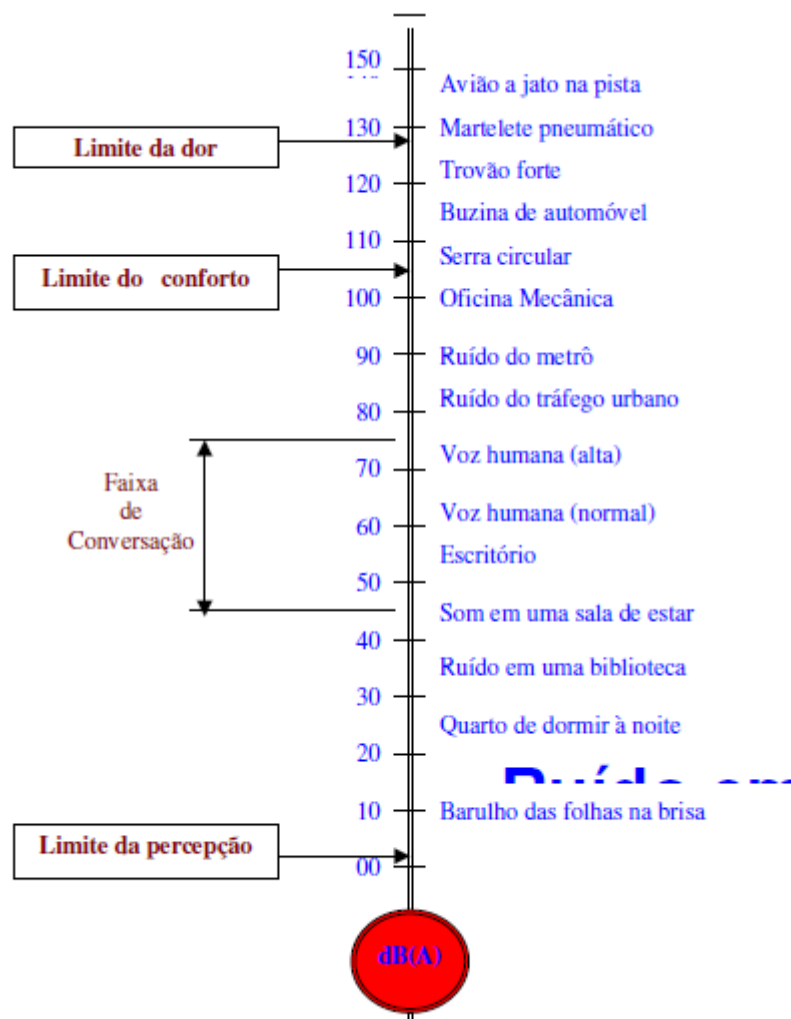 150
Avião a jato na pista
130
Martelete pneumático
Limite da dor
Trovão forte
120
Buzina de automóvel
110
Serra circular
Limite do conforto
100
Oficina Mecânica
90
Ruído do metrô
80
Ruído do tráfego urbano
70
Voz humana (alta)
Faixa
de
Conversação
Voz humana (normal)
60
Escritório
50
Som em uma sala de estar
40
Ruído em uma biblioteca
30
Quarto de dormir à noite
20
10
Barulho das folhas na brisa
Limite da percepção
00
dB(A)